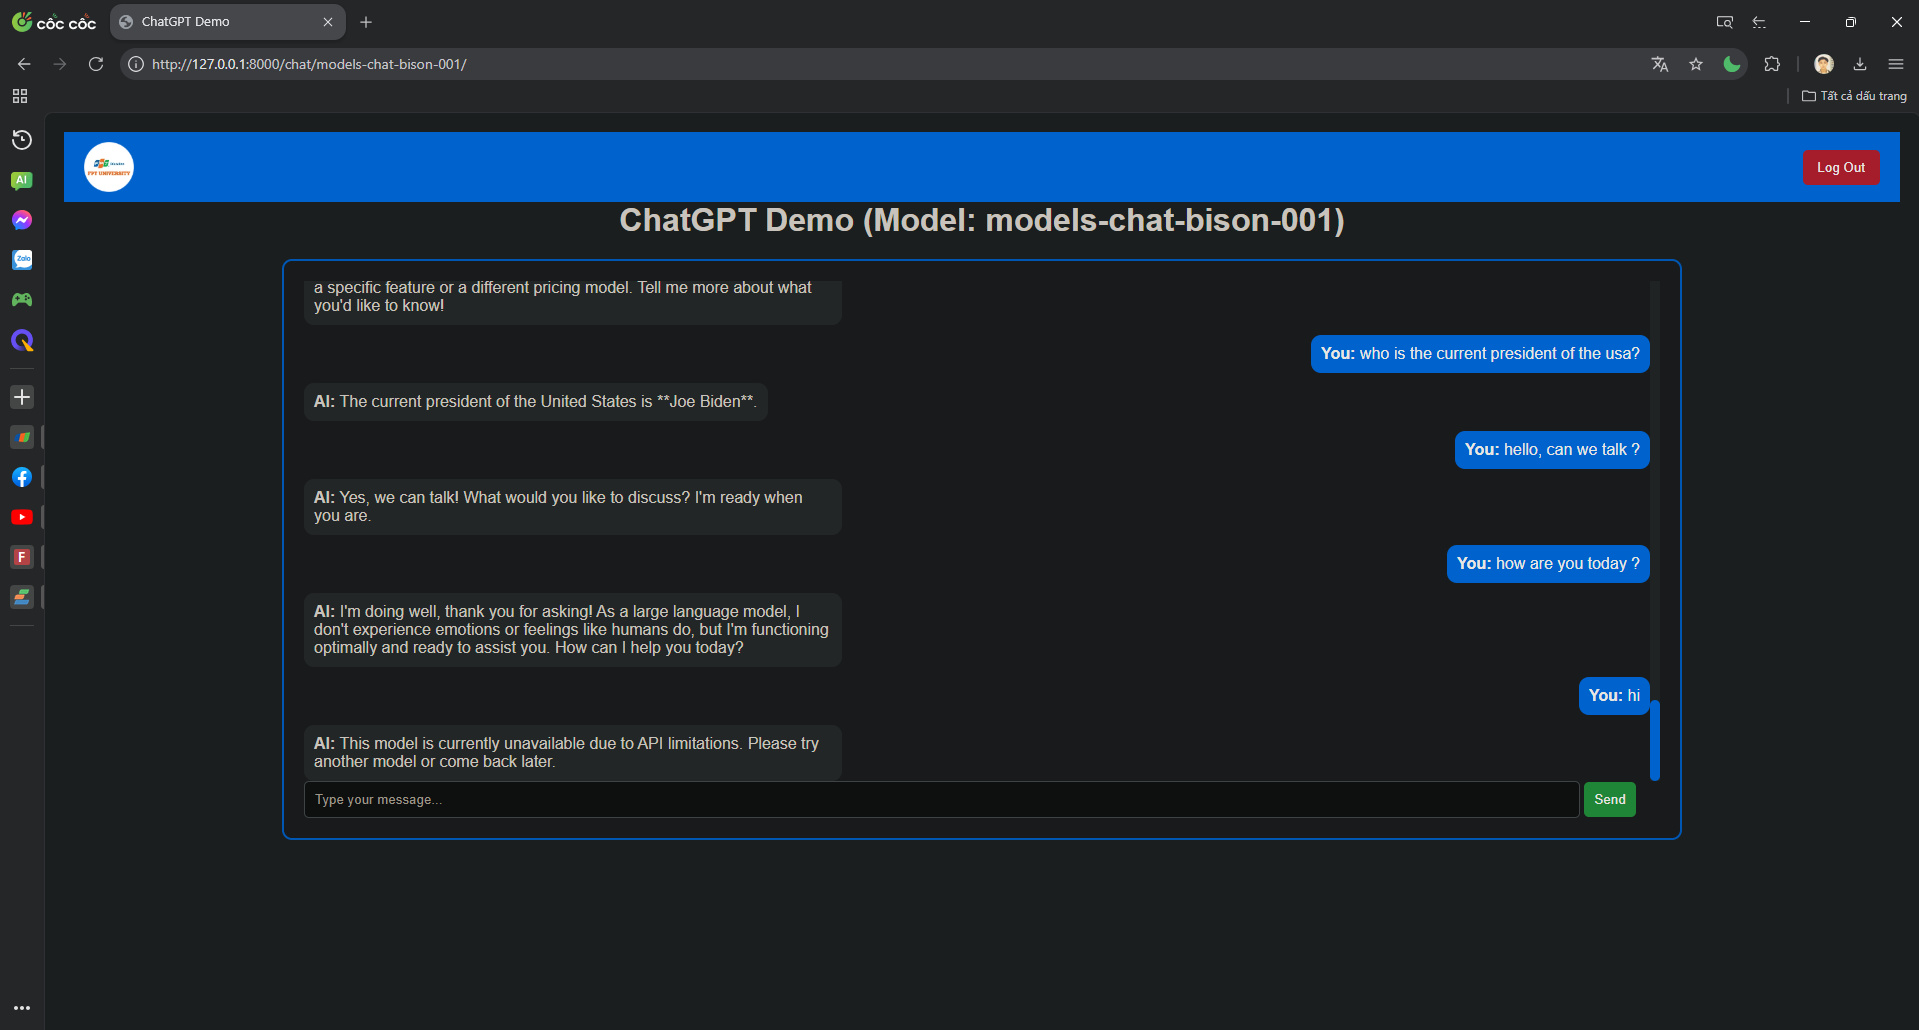 cốc cốc
ChatGPT Demo
http://127.0.0.1:8000/chat/models-chat-bison-001/
Tất cả dấu trang
AI
Zalo
F
FPT UNIVERSITY
Log Out
ChatGPT Demo (Model: models-chat-bison-001)
a specific feature or a different pricing model. Tell me more about what
you'd like to know!
You: who is the current president of the usa?
AI: The current president of the United States is **Joe Biden**.
You: hello, can we talk ?
AI: Yes, we can talk! What would you like to discuss? I'm ready when
you are.
You: how are you today ?
AI: I'm doing well, thank you for asking! As a large language model, I
don't experience emotions or feelings like humans do, but I'm functioning
optimally and ready to assist you. How can I help you today?
You: hi
AI: This model is currently unavailable due to API limitations. Please try
another model or come back later.
Type your message...
Send